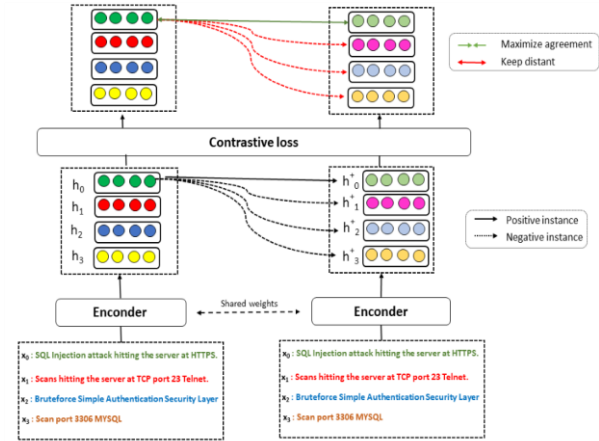 Maximize agreement
Keep distant
Contrastive loss
h0
h1
h2
h3
h+0
h+1
h+2
h+3
Positive instance
Negative instance
Enconder
Shared weights
Enconder
x0 : SQL Injection attack hitting the server at HTTPS.
x1 : Scans hitting the server at TCP port 23 Telnet.
x2 : Bruteforce Simple Authentication Security Layer
x3 : Scan port 3306 MYSQL
x0 : SQL Injection attack hitting the server at HTTPS.
x1 : Scans hitting the server at TCP port 23 Telnet.
x2 : Bruteforce Simple Authentication Security Layer
x3 : Scan port 3306 MYSQL